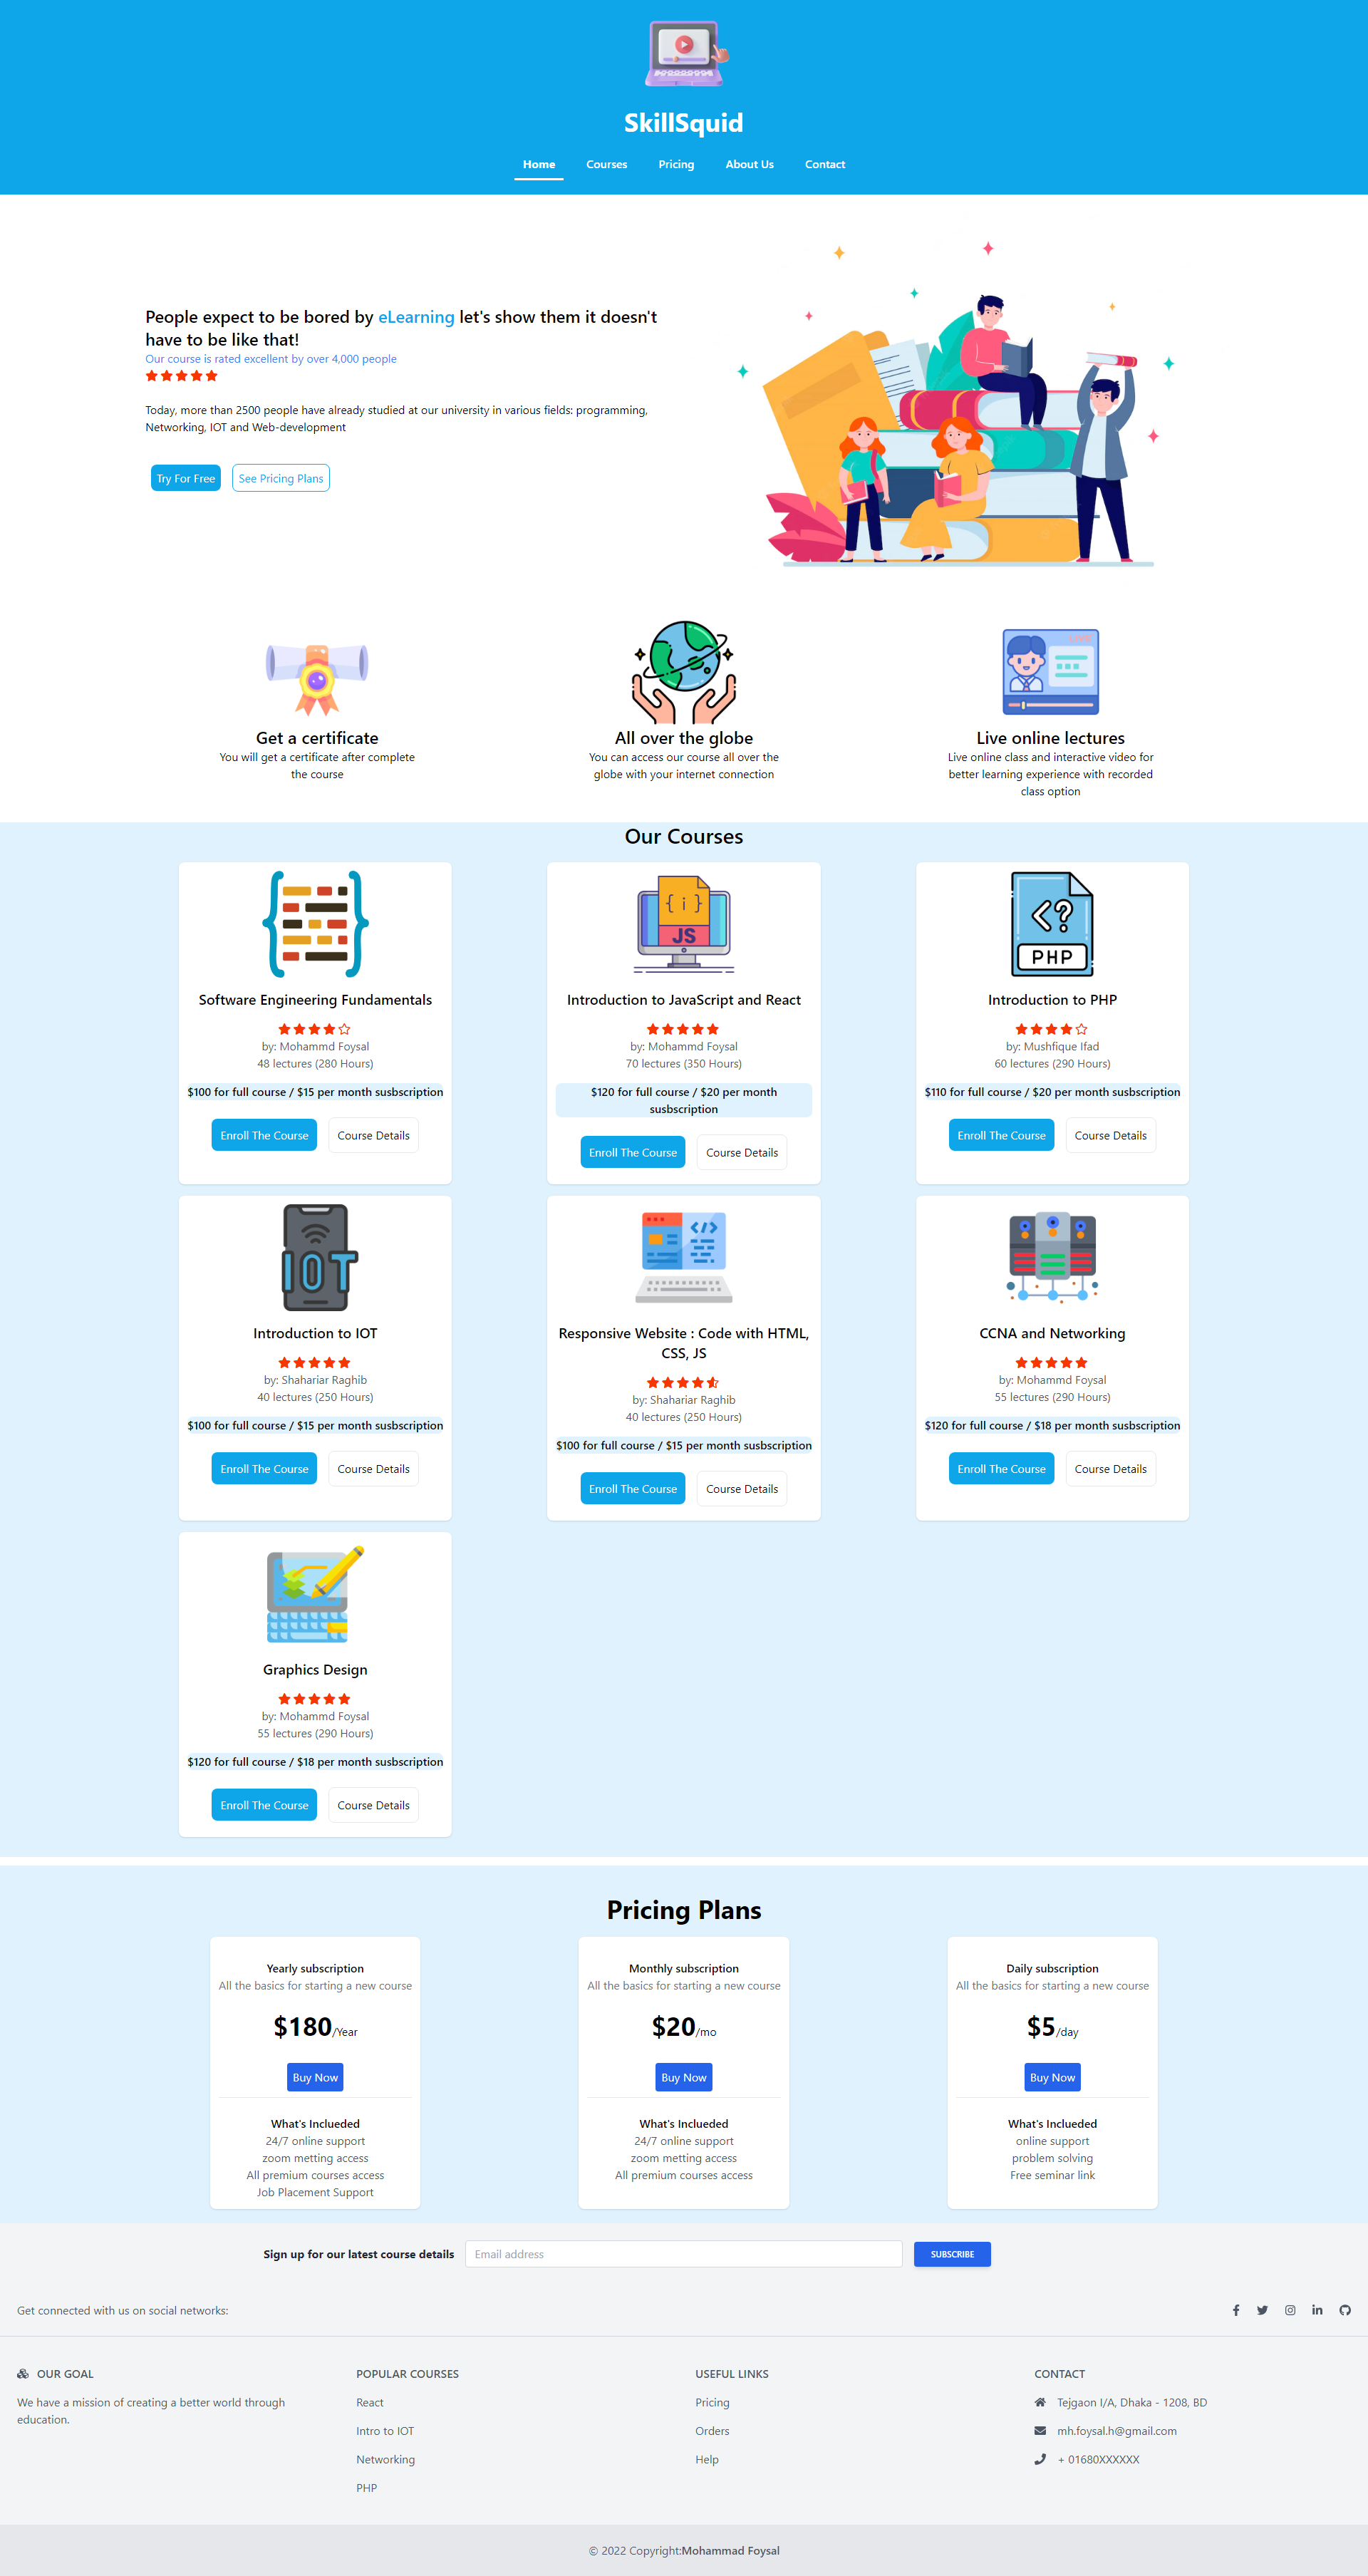 SkillSquid
Home Courses Pricing About Us Contact
People expect to be bored by eLearning let's show them it doesn't
have to be like that!
Our course is rated excellent by over 4,000 people
Today, more than 2500 people have already studied at our university in various fields: programming,
Networking, IOT and Web-development
Try For Free See Pricing Plans
Get a certificate
You will get a certificate after complete
the course
All over the globe
You can access our course all over the
globe with your internet connection
LIVE
Live online lectures
Live online class and interactive video for
better learning experience with recorded
class option
Our Courses
Software Engineering Fundamentals
by: Mohammd Foysal
48 lectures (280 Hours)
$100 for full course / $15 per month susbscription
Enroll The Course Course Details
{ i }
JS
Introduction to JavaScript and React
by: Mohammd Foysal
70 lectures (350 Hours)
$120 for full course / $20 per month
susbscription
Enroll The Course Course Details
<?
PHP
Introduction to PHP
by: Mushfique Ifad
60 lectures (290 Hours)
$110 for full course / $20 per month susbscription
Enroll The Course Course Details
IOT
Introduction to IOT
by: Shahariar Raghib
40 lectures (250 Hours)
$100 for full course / $15 per month susbscription
Enroll The Course Course Details
</>
Responsive Website : Code with HTML,
CSS, JS
by: Shahariar Raghib
40 lectures (250 Hours)
$100 for full course / $15 per month susbscription
Enroll The Course Course Details
CCNA and Networking
by: Mohammd Foysal
55 lectures (290 Hours)
$120 for full course / $18 per month susbscription
Enroll The Course Course Details
Graphics Design
by: Mohammd Foysal
55 lectures (290 Hours)
$120 for full course / $18 per month susbscription
Enroll The Course Course Details
Pricing Plans
Yearly subscription
All the basics for starting a new course
$180/Year
Buy Now
What's Inclueded
24/7 online support
zoom metting access
All premium courses access
Job Placement Support
Monthly subscription
All the basics for starting a new course
$20/mo
Buy Now
What's Inclueded
24/7 online support
zoom metting access
All premium courses access
Daily subscription
All the basics for starting a new course
$5/day
Buy Now
What's Inclueded
online support
problem solving
Free seminar link
Sign up for our latest course details Email address SUBSCRIBE
Get connected with us on social networks:
OUR GOAL
We have a mission of creating a better world through
education.
POPULAR COURSES
React
Intro to IOT
Networking
PHP
USEFUL LINKS
Pricing
Orders
Help
CONTACT
Tejgaon I/A, Dhaka - 1208, BD
mh.foysal.h@gmail.com
+ 01680XXXXXX
© 2022 Copyright:Mohammad Foysal